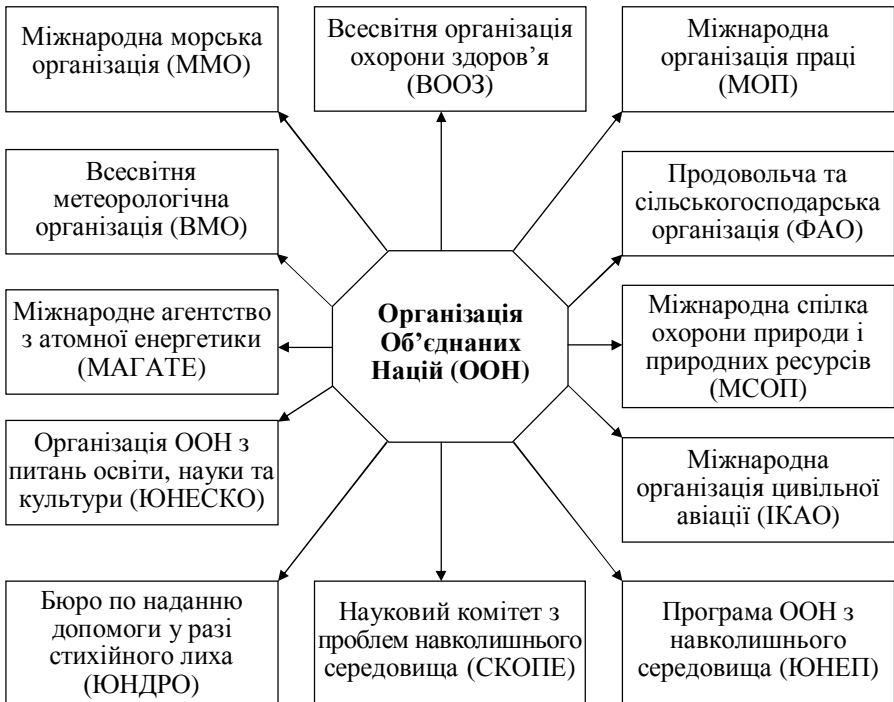 Міжнародна морська
організація (ММО)
Всесвітня організація
охорони здоров’я
(ВООЗ)
Міжнародна
організація праці
(МОП)
Всесвітня
метеорологічна
організація (ВМО)
Продовольча та
сільськогосподарська
організація (ФАО)
Організація
Об’єднаних
Націй (ООН)
Міжнародне агентство
з атомної енергетики
(МАГАТЕ)
Міжнародна спілка
охорони природи і
природних ресурсів
(МСОП)
Організація ООН з
питань освіти, науки та
культури (ЮНЕСКО)
Міжнародна
організація цивільної
авіації (ІКАО)
Бюро по наданню
допомоги у разі
стихійного лиха
(ЮНДРО)
Науковий комітет з
проблем навколишнього
середовища (СКОПЕ)
Програма ООН з
навколишнього
середовища (ЮНЕП)